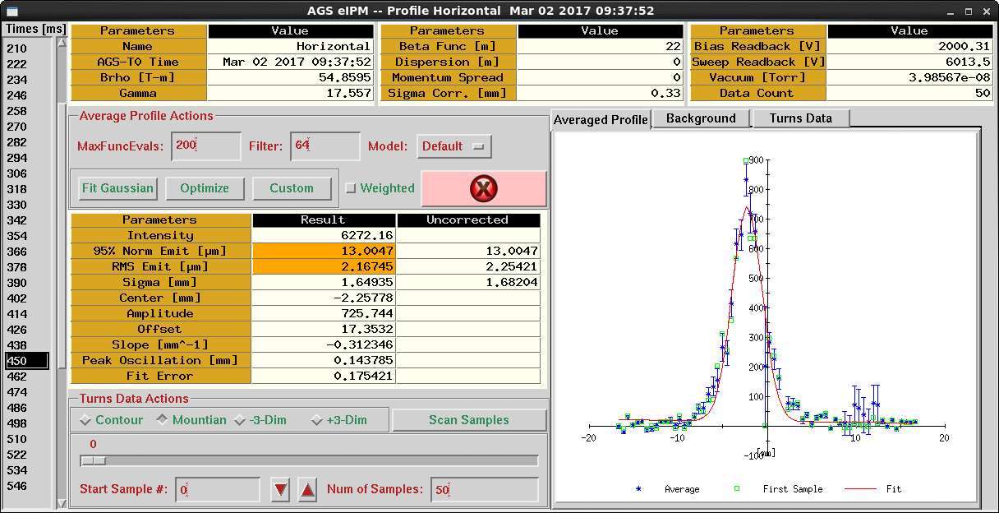 AGS eIPM -- Profile Horizontal Mar 02 2017 09:37:52
Times [ms]
210
222
234
246
258
270
282
294
306
318
330
342
354
366
378
390
402
414
426
438
450
462
474
486
498
510
522
534
546
Parameters Value
Name Horizontal
AGS-T0 Time Mar 02 2017 09:37:52
Brho [T-m] 54.8595
Gamma 17.557
Parameters Value
Beta Func [m] 22
Dispersion [m] 0
Momentum Spread 0
Sigma Corr. [mm] 0.33
Parameters Value
Bias Readback [V] 2000.31
Sweep Readback [V] 6013.5
Vacuum [Torr] 3.98567e-08
Data Count 50
Average Profile Actions
MaxFuncEvals: 200 Filter: 64 Model: Default
Fit Gaussian Optimize Custom Weighted X
Parameters Result Uncorrected
Intensity 6272.16
95% Norm Emit [µm] 13.0047 13.0047
RMS Emit [µm] 2.16745 2.25421
Sigma [mm] 1.64935 1.68204
Center [mm] -2.25778
Amplitude 725.744
Offset 17.3532
Slope [mm^-1] -0.312346
Peak Oscillation [mm] 0.143785
Fit Error 0.175421
Turns Data Actions
Contour Mountian -3-Dim +3-Dim Scan Samples
0
Start Sample #: 0 Num of Samples: 50
Averaged Profile Background Turns Data
900
800
700
600
500
400
300
200
100
-100
-20 -10 10 20
[mm]
Average First Sample Fit